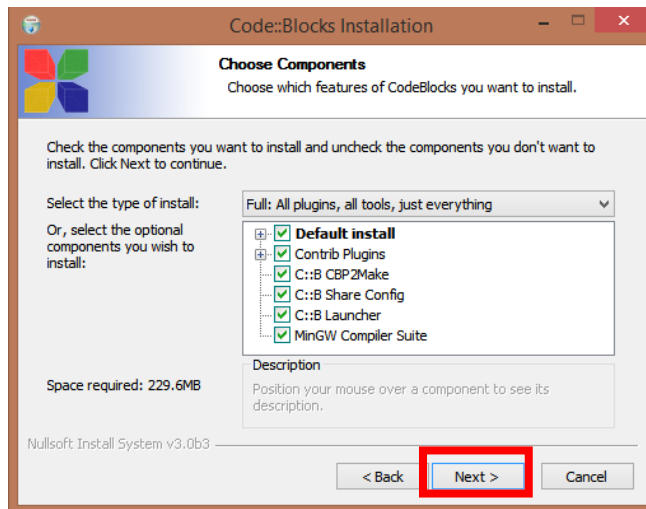 Code::Blocks Installation
Choose Components
Choose which features of CodeBlocks you want to install.
Check the components you want to install and uncheck the components you don't want to
install. Click Next to continue.
Select the type of install:
Full: All plugins, all tools, just everything
Or, select the optional
components you wish to
install:
Default install
Contrib Plugins
C::B CBP2Make
C::B Share Config
C::B Launcher
MinGW Compiler Suite
Space required: 229.6MB
Description
Position your mouse over a component to see its
description.
Nullsoft Install System v3.0b3
< Back
Next >
Cancel